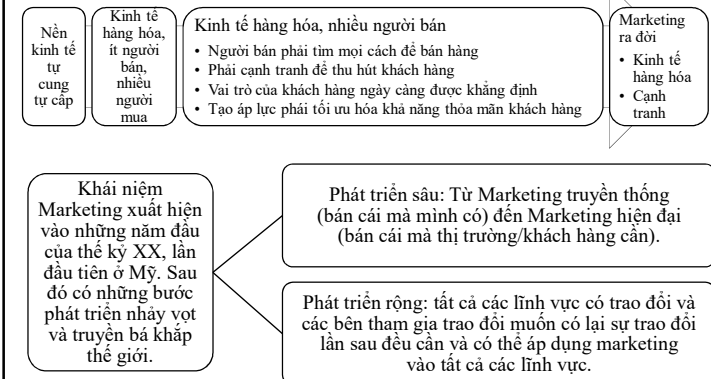 Nền
kinh tế
tự
cung
tự cấp
Kinh tế
hàng hóa,
ít người
bán,
nhiều
người
mua
Kinh tế hàng hóa, nhiều người bán
• Người bán phải tìm mọi cách để bán hàng
• Phải cạnh tranh để thu hút khách hàng
• Vai trò của khách hàng ngày càng được khẳng định
• Tạo áp lực phải tối ưu hóa khả năng thỏa mãn khách hàng
Marketing
ra đời
• Kinh tế
hàng hóa
• Cạnh
tranh
Khái niệm
Marketing xuất hiện
vào những năm đầu
của thế kỷ XX, lần
đầu tiên ở Mỹ. Sau
đó có những bước
phát triển nhảy vọt
và truyền bá khắp
thế giới.
Phát triển sâu: Từ Marketing truyền thống
(bán cái mà mình có) đến Marketing hiện đại
(bán cái mà thị trường/khách hàng cần).
Phát triển rộng: tất cả các lĩnh vực có trao đổi và
các bên tham gia trao đổi muốn có lại sự trao đổi
lần sau đều cần và có thể áp dụng marketing
vào tất cả các lĩnh vực.